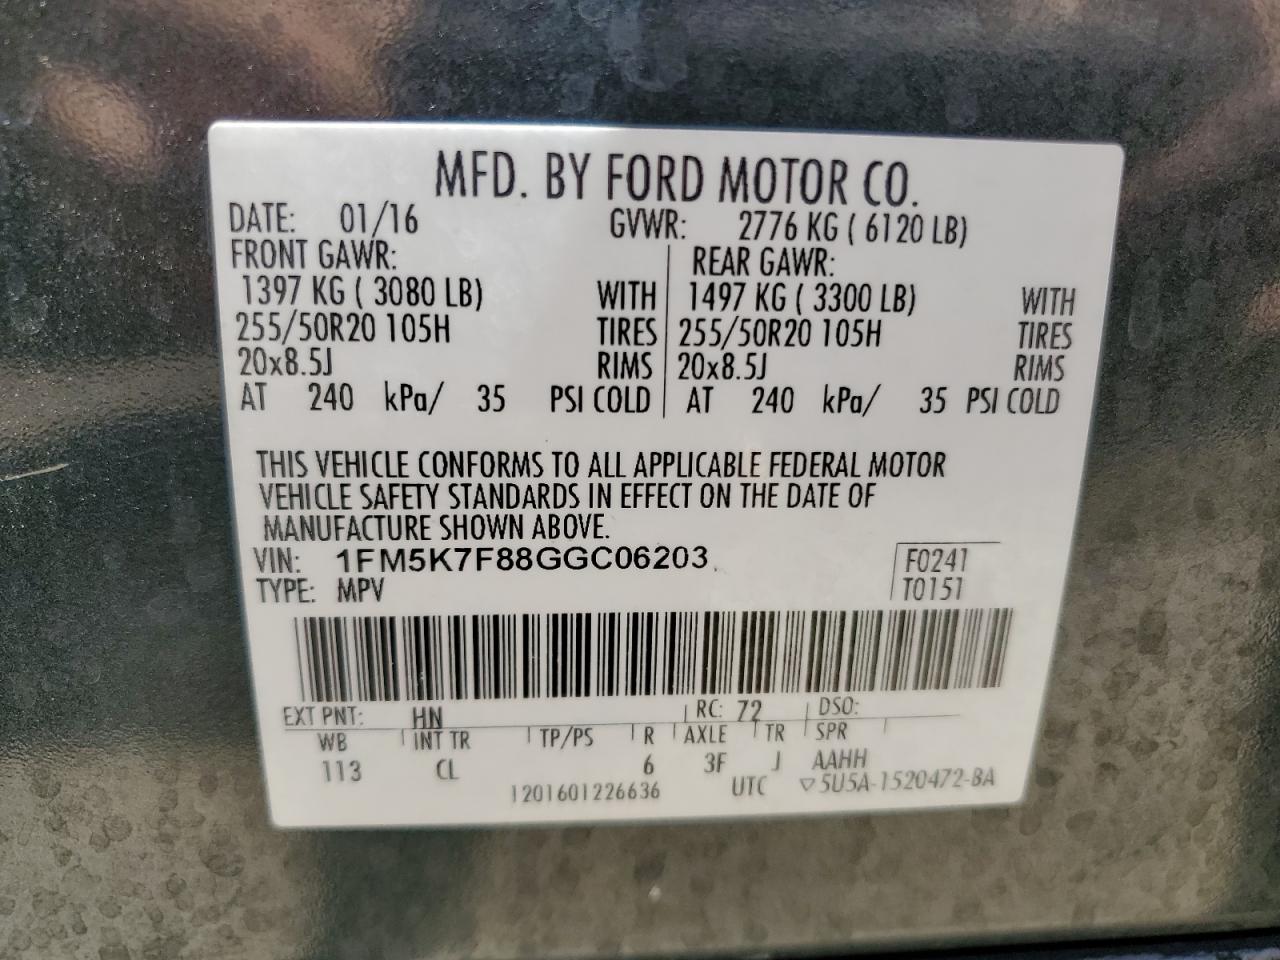 MFD. BY FORD MOTOR CO.
DATE: 01/16 GVWR: 2776 KG ( 6120 LB)
FRONT GAWR: REAR GAWR:
1397 KG ( 3080 LB) WITH 1497 KG ( 3300 LB) WITH
255/50R20 105H TIRES 255/50R20 105H TIRES
20x8.5J RIMS 20x8.5J RIMS
AT 240 kPa/ 35 PSI COLD AT 240 kPa/ 35 PSI COLD
THIS VEHICLE CONFORMS TO ALL APPLICABLE FEDERAL MOTOR
VEHICLE SAFETY STANDARDS IN EFFECT ON THE DATE OF
MANUFACTURE SHOWN ABOVE.
VIN: 1FM5K7F88GGC06203 F0241
TYPE: MPV T0151
EXT PNT: HN RC: 72 DSO:
WB INT TR TP/PS R AXLE TR SPR
113 CL 6 3F J AAHH
1201601226636 UTC ▽5U5A-1520472-BA